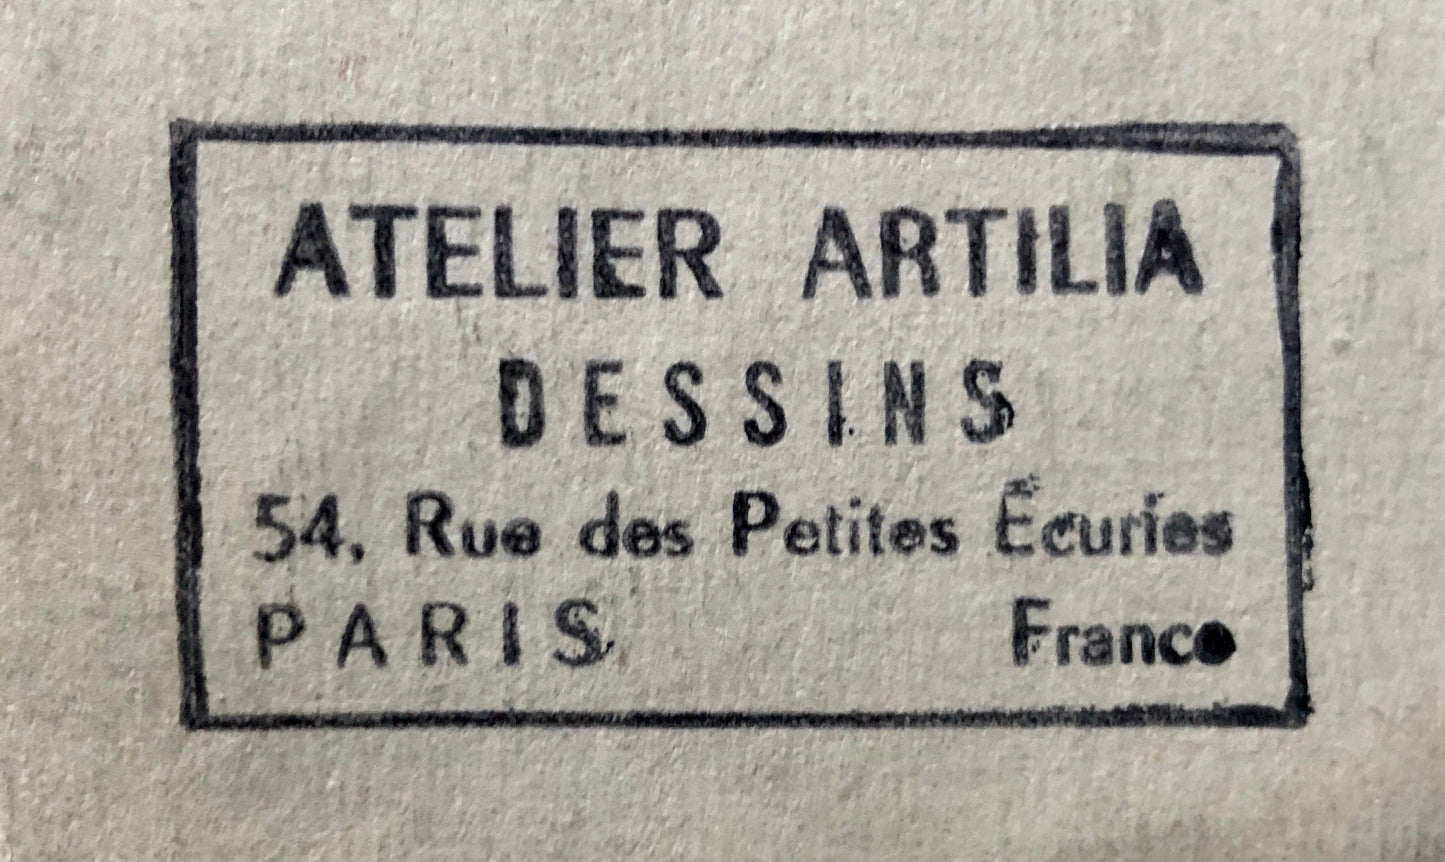 ATELIER ARTILIA
DESSINS
54, Rue des Petites Écuries
PARIS France